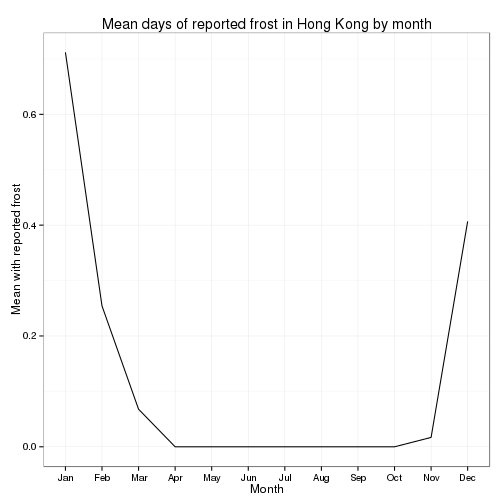 Mean days of reported frost in Hong Kong by month
Mean with reported frost
0.6
0.4
0.2
0.0
Jan Feb Mar Apr May Jun Jul Aug Sep Oct Nov Dec
Month